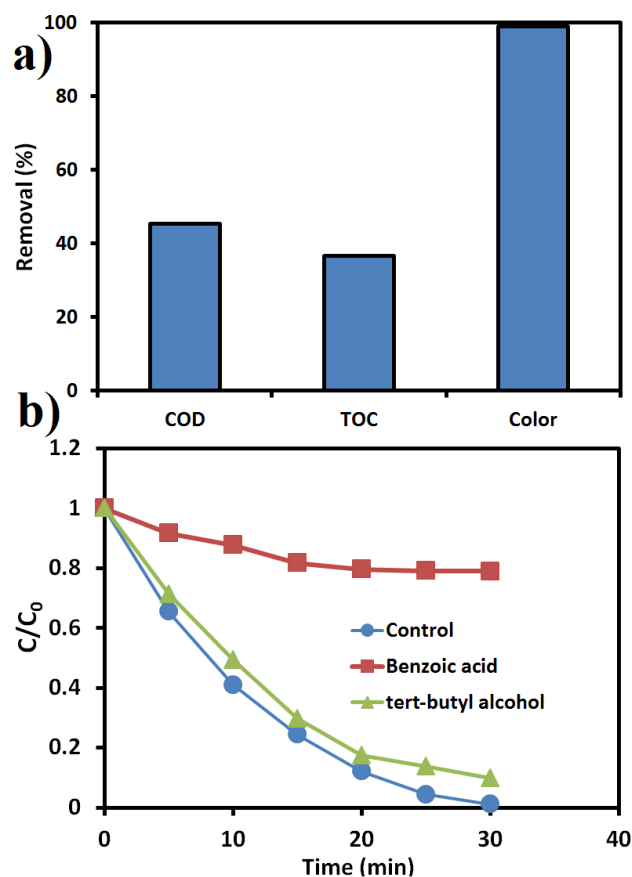 a)
Removal (%)
100
80
60
40
20
0
COD TOC Color
b)
C/C₀
1.2
1
0.8
0.6
0.4
0.2
0
Control
Benzoic acid
tert-butyl alcohol
0 10 20 30 40
Time (min)